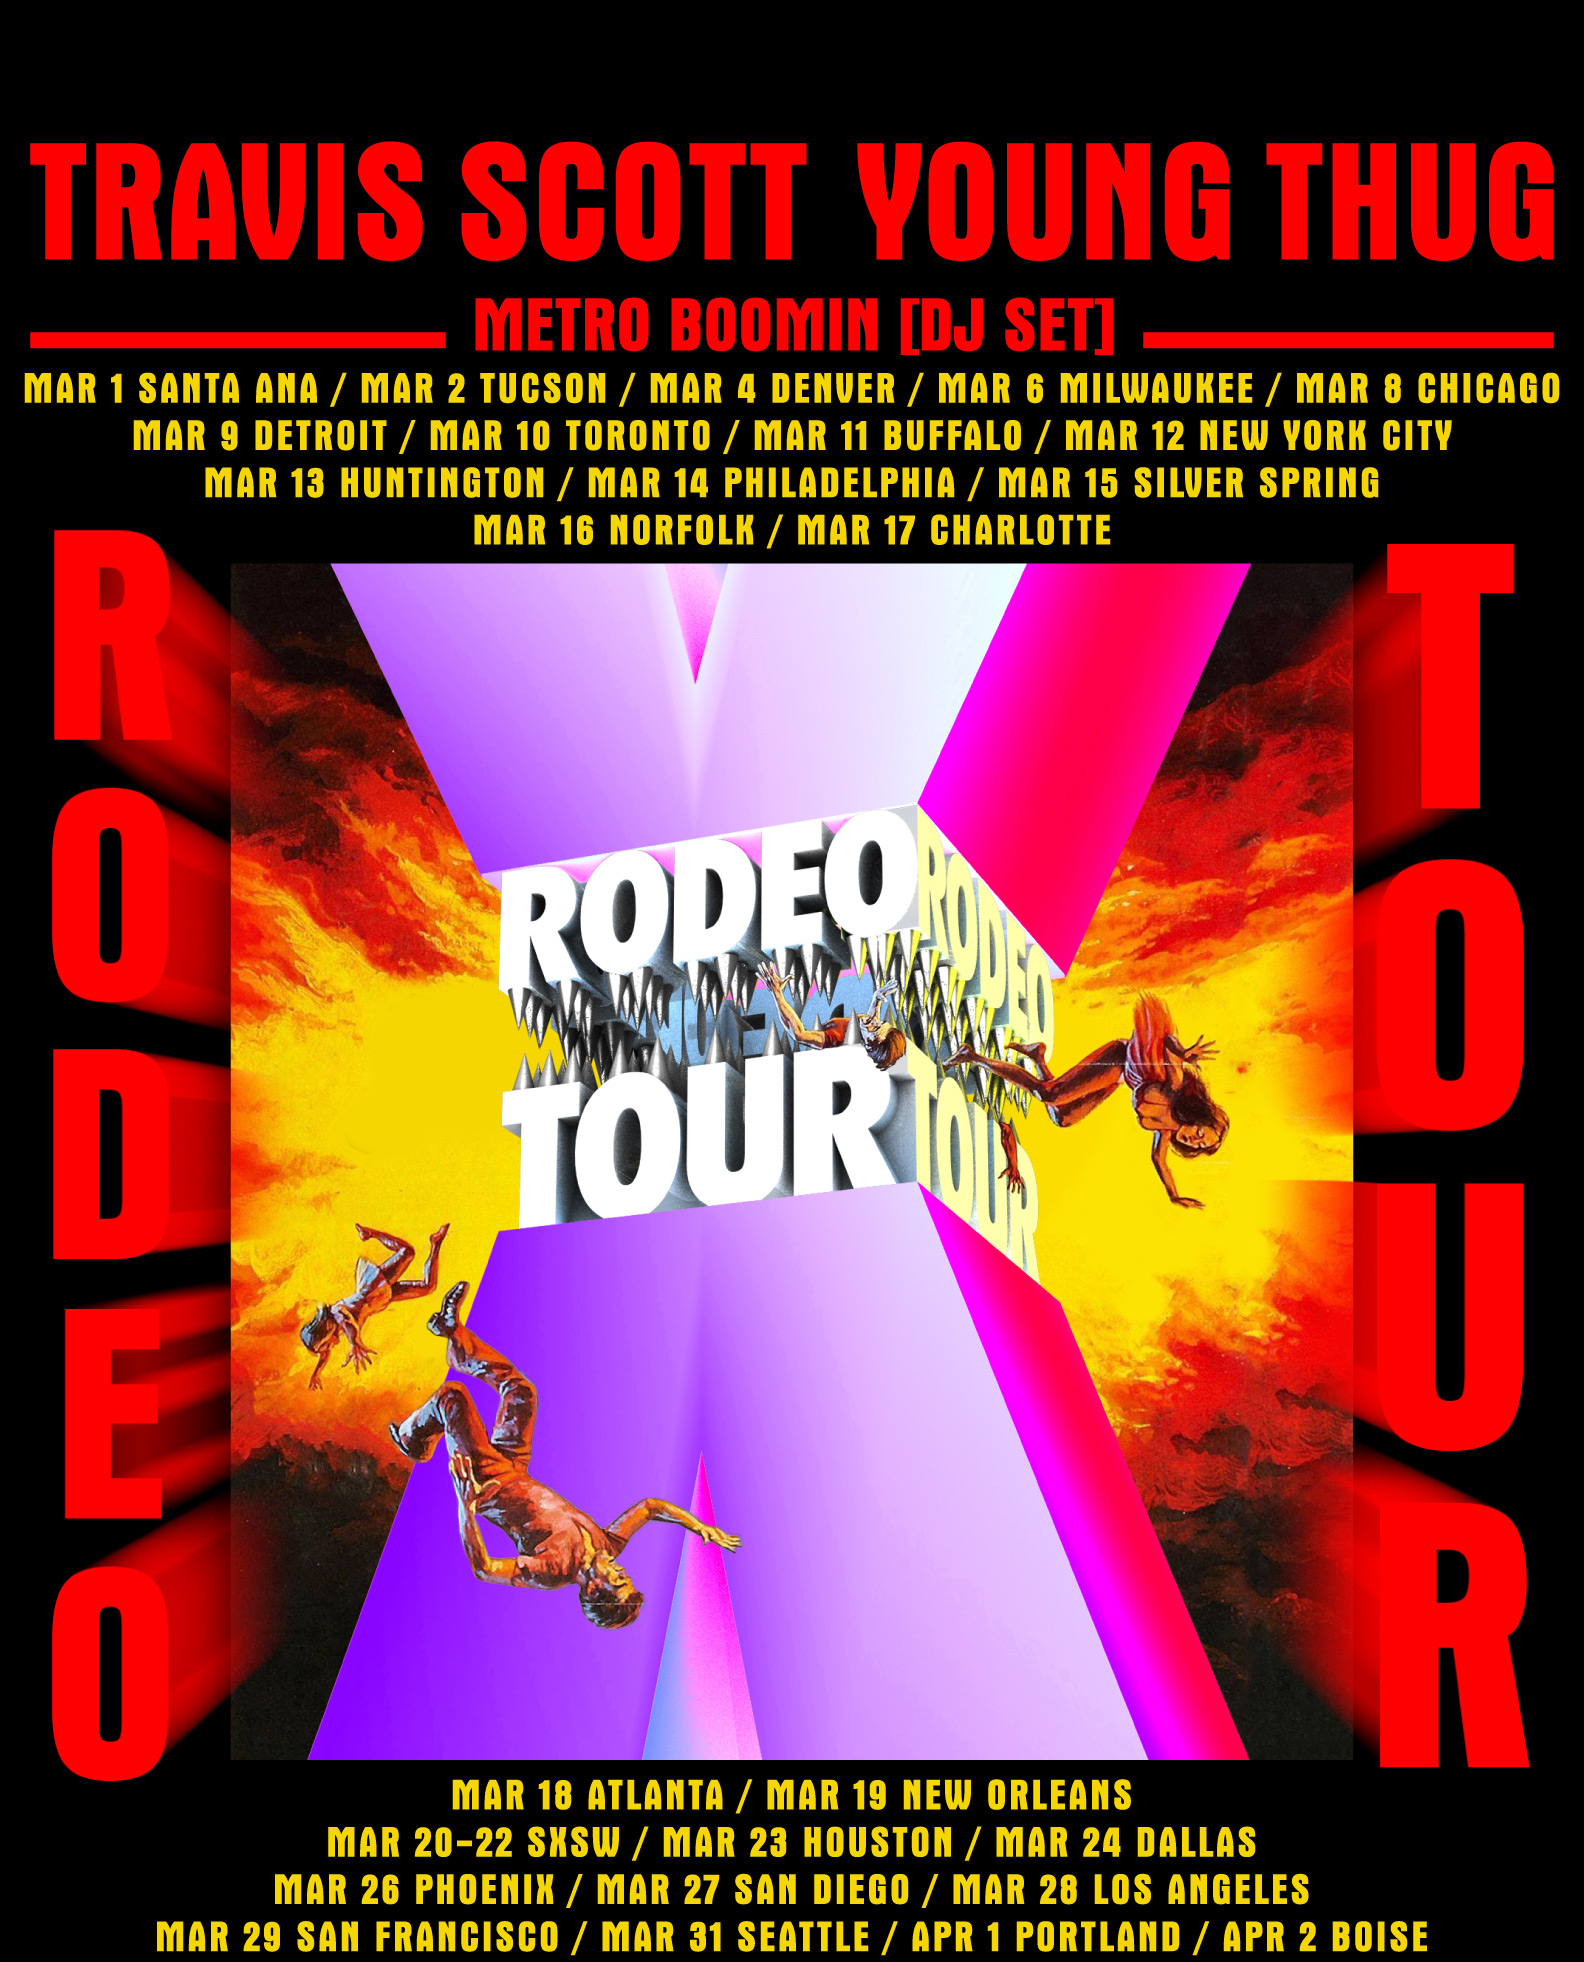 TRAVIS SCOTT YOUNG THUG
METRO BOOMIN [DJ SET]
MAR 1 SANTA ANA / MAR 2 TUCSON / MAR 4 DENVER / MAR 6 MILWAUKEE / MAR 8 CHICAGO
MAR 9 DETROIT / MAR 10 TORONTO / MAR 11 BUFFALO / MAR 12 NEW YORK CITY
MAR 13 HUNTINGTON / MAR 14 PHILADELPHIA / MAR 15 SILVER SPRING
MAR 16 NORFOLK / MAR 17 CHARLOTTE
RODEO
TOUR
RODEO
TOUR
RODEO
TOUR
MAR 18 ATLANTA / MAR 19 NEW ORLEANS
MAR 20-22 SXSW / MAR 23 HOUSTON / MAR 24 DALLAS
MAR 26 PHOENIX / MAR 27 SAN DIEGO / MAR 28 LOS ANGELES
MAR 29 SAN FRANCISCO / MAR 31 SEATTLE / APR 1 PORTLAND / APR 2 BOISE